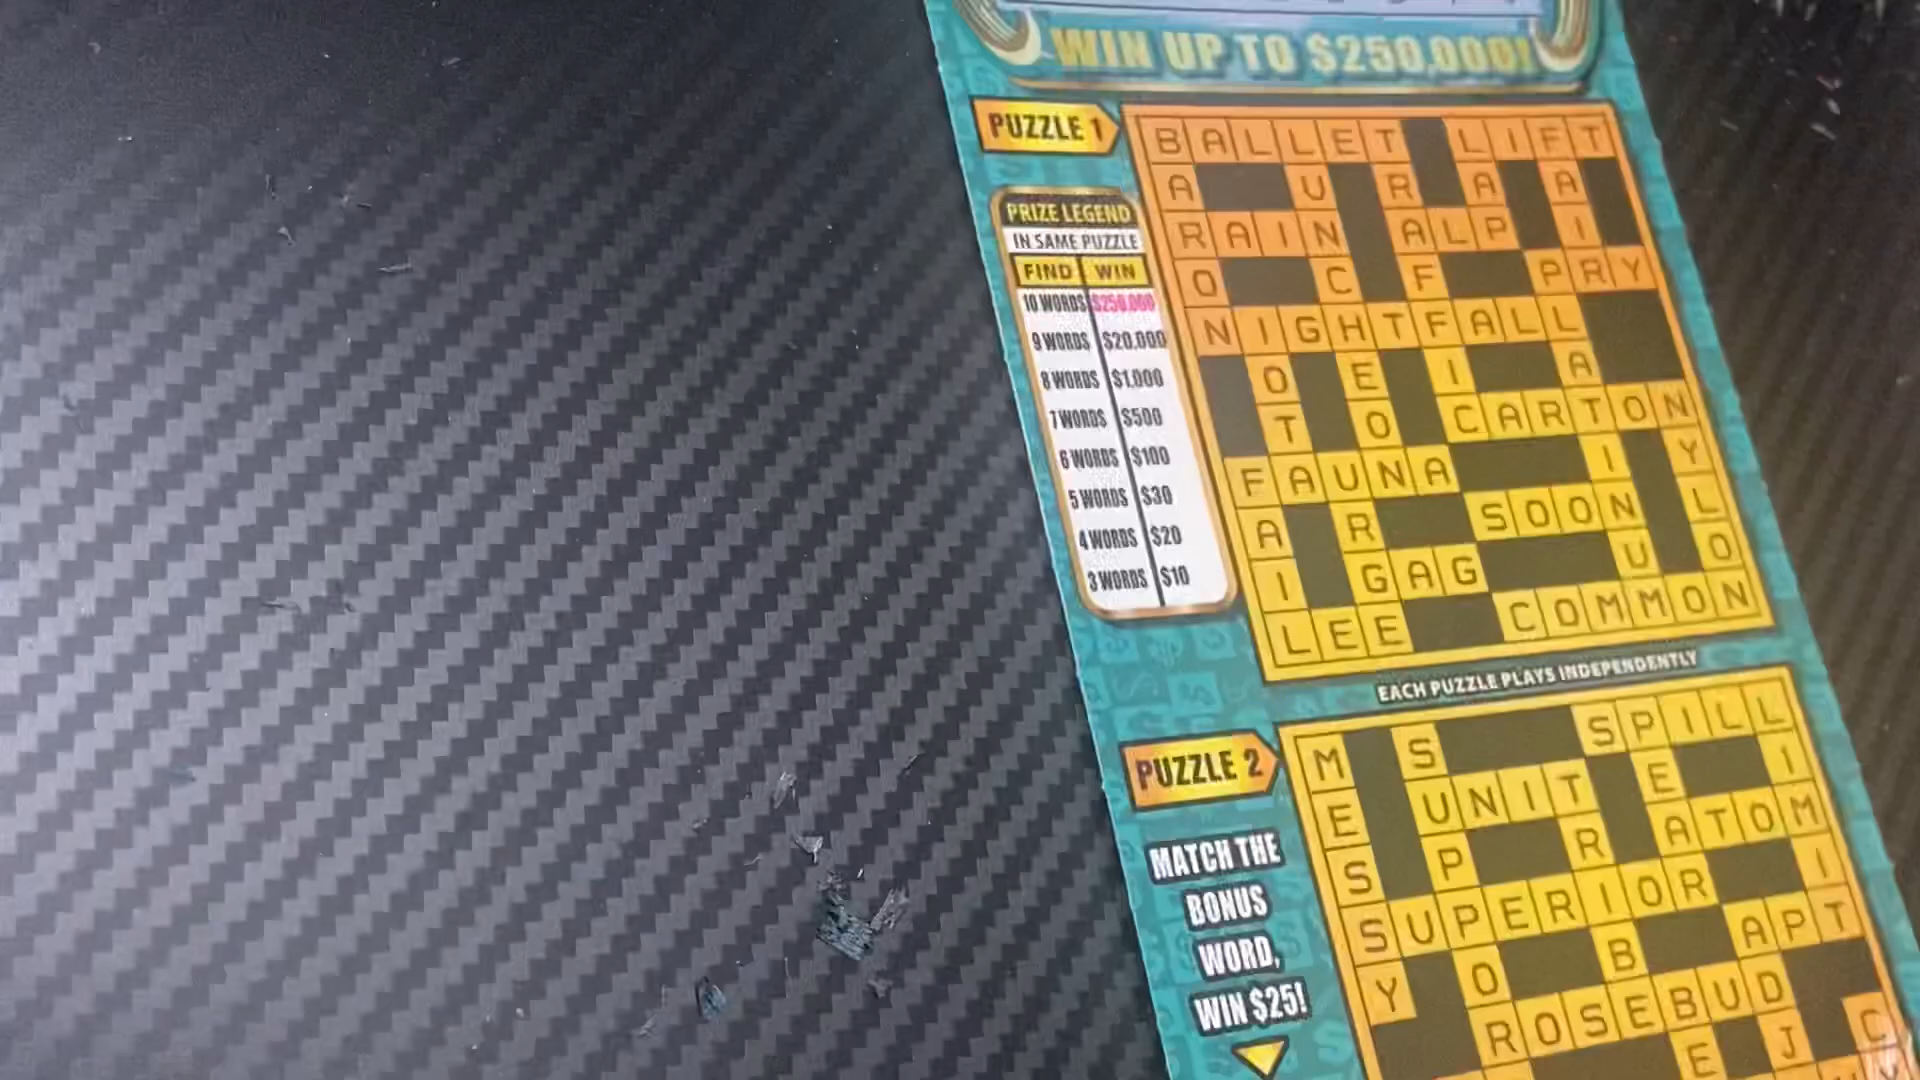 WIN UP TO $250,000!
PUZZLE 1
PRIZE LEGEND
IN SAME PUZZLE
FIND WIN
10 WORDS $250,000
9 WORDS $20,000
8 WORDS $1,000
7 WORDS $500
6 WORDS $100
5 WORDS $30
4 WORDS $20
3 WORDS $10
BALLET LIFT
A U R A A
RAIN ALP I
O C F PRY
NIGHTFALL
O E I A
T O CARTON
FAUNA I Y
A R SOON L
I GAG U O
LEE COMMON
EACH PUZZLE PLAYS INDEPENDENTLY
PUZZLE 2
MATCH THE
BONUS
WORD,
WIN $25!
M S SPILL
E UNIT E I
S P R ATOM
SUPERIOR I
Y O B APT
ROSEBUD
E J C